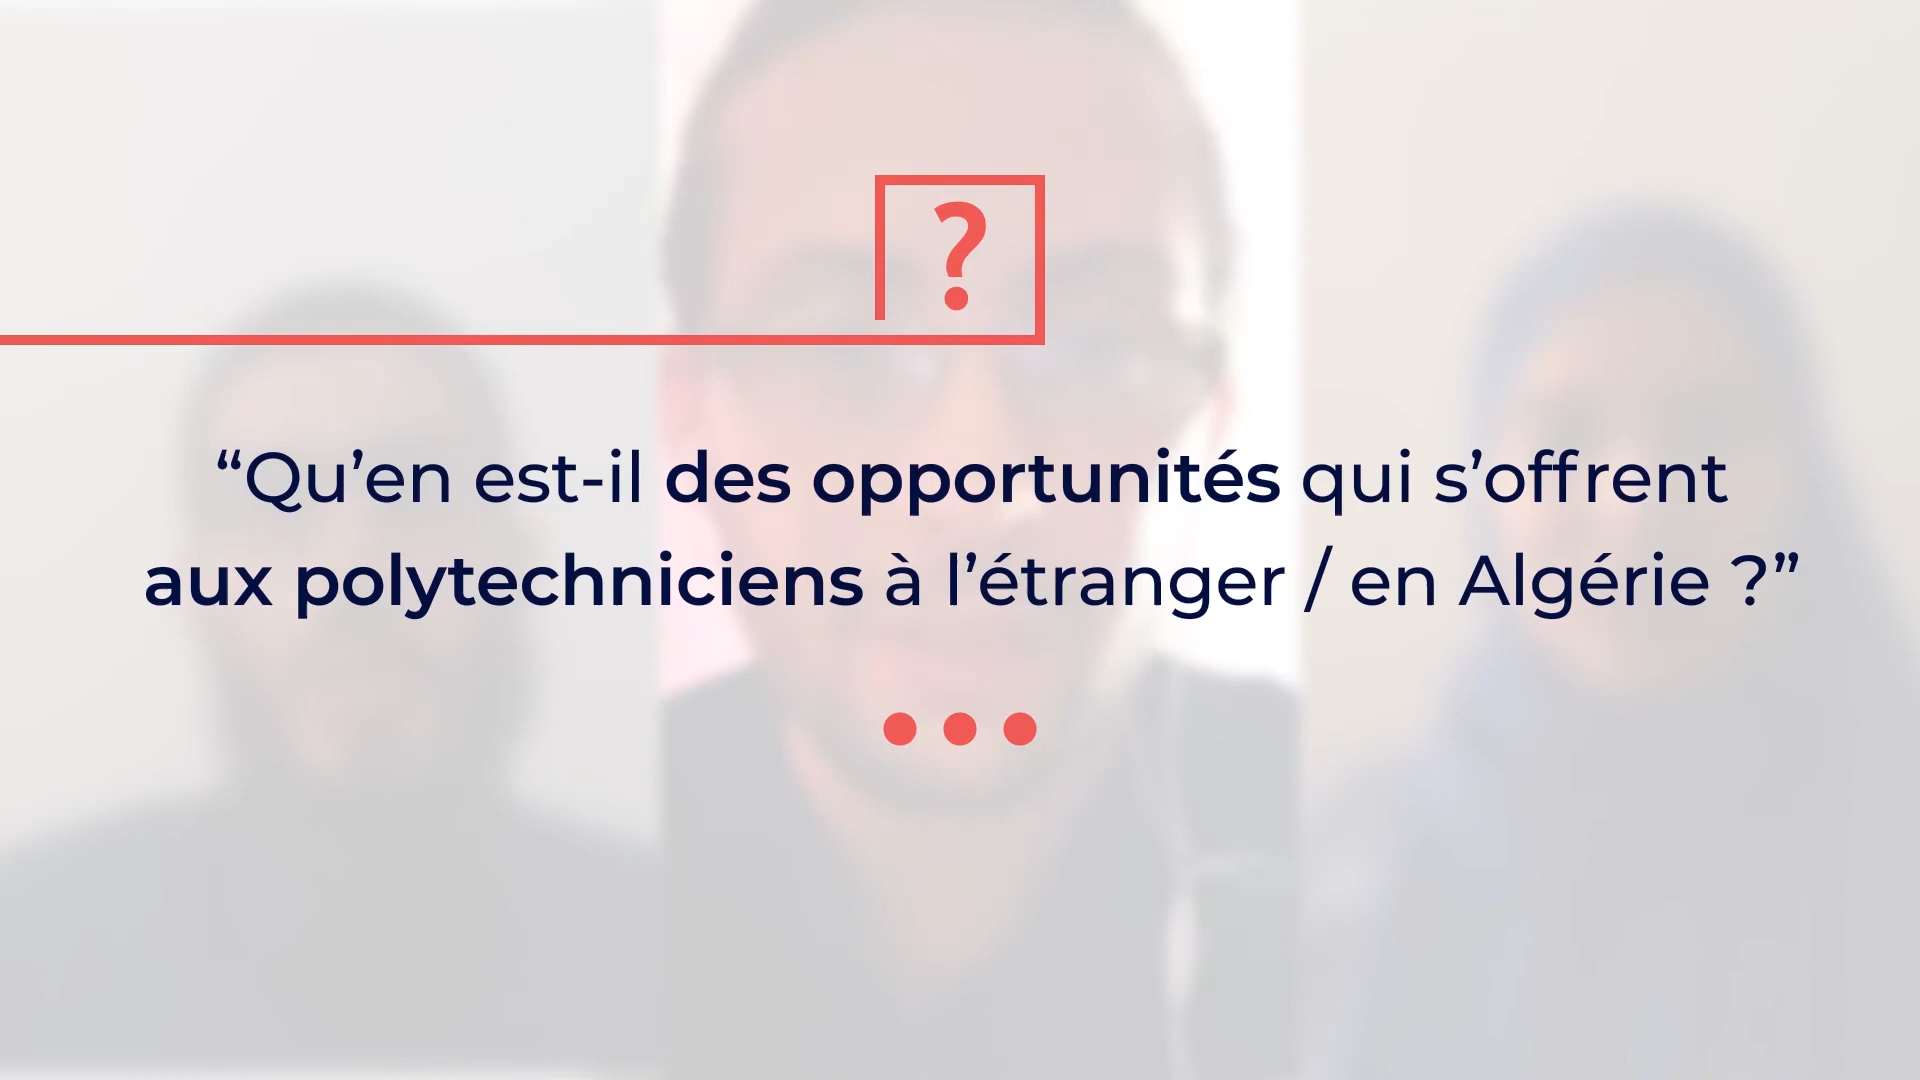 ?
“Qu’en est-il des opportunités qui s’offrent
aux polytechniciens à l’étranger / en Algérie ?”